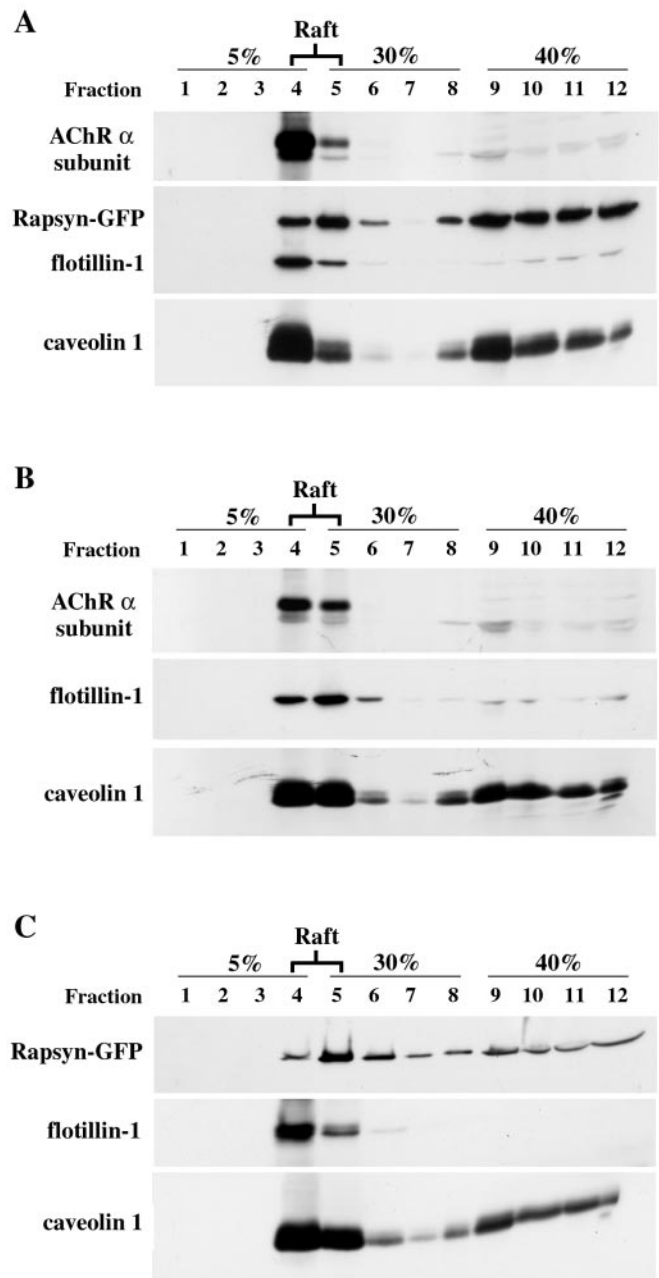 A
Raft
5% 30% 40%
Fraction 1 2 3 4 5 6 7 8 9 10 11 12
AChR α
subunit
Rapsyn-GFP
flotillin-1
caveolin 1
B
Raft
5% 30% 40%
Fraction 1 2 3 4 5 6 7 8 9 10 11 12
AChR α
subunit
flotillin-1
caveolin 1
C
Raft
5% 30% 40%
Fraction 1 2 3 4 5 6 7 8 9 10 11 12
Rapsyn-GFP
flotillin-1
caveolin 1